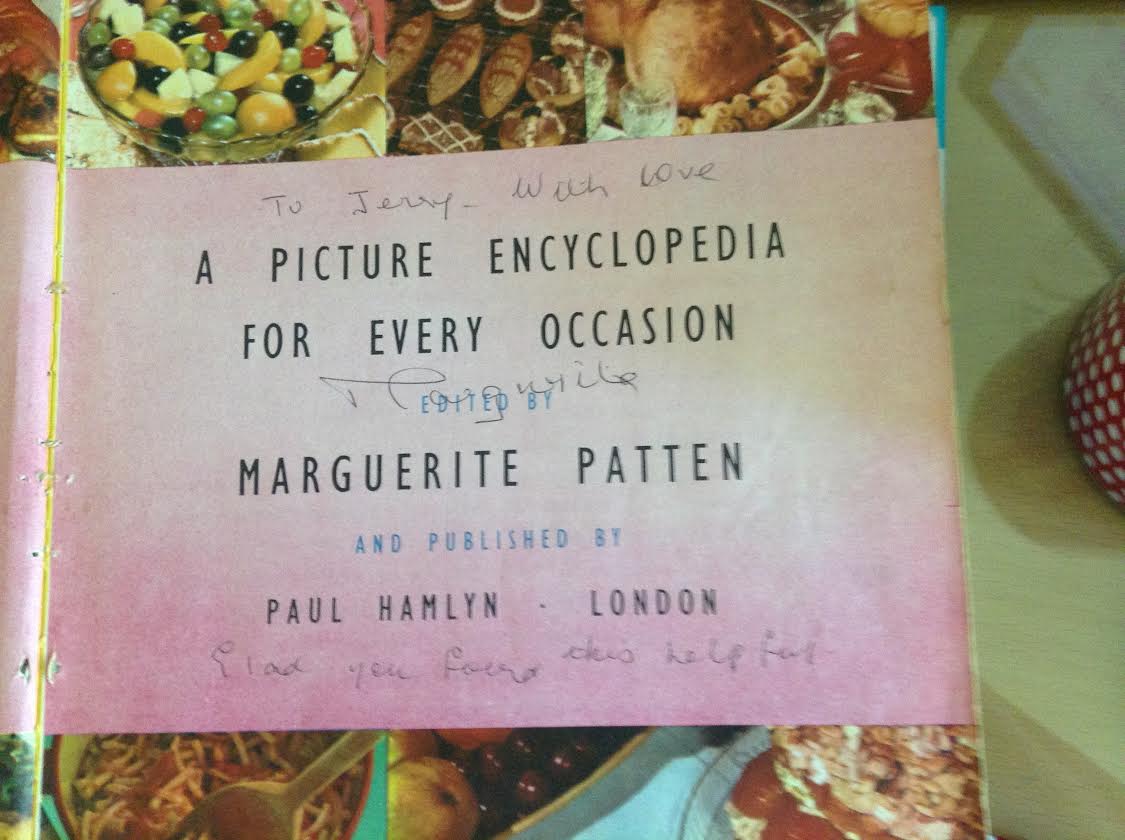 To Jerry - With Love
A PICTURE ENCYCLOPEDIA
FOR EVERY OCCASION
Marguerite
EDITED BY
MARGUERITE PATTEN
AND PUBLISHED BY
PAUL HAMLYN · LONDON
Glad you found this helpful